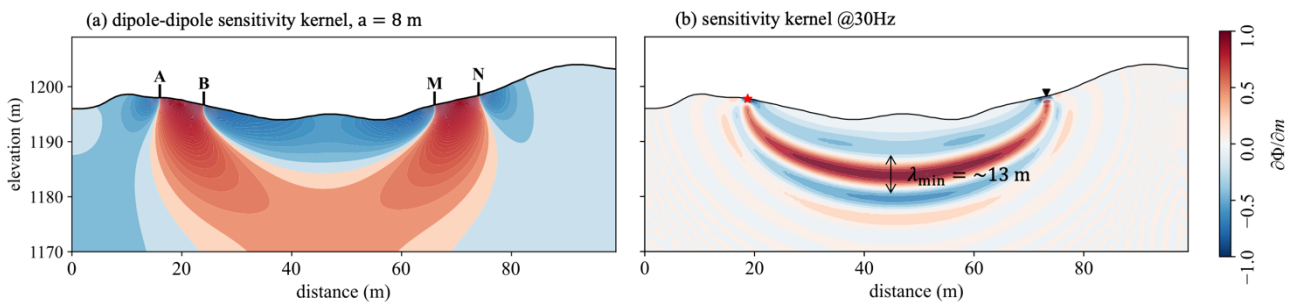 (a) dipole-dipole sensitivity kernel, a = 8 m
(b) sensitivity kernel @30Hz
A
B
M
N
λmin = ~13 m
1200
1190
1180
1170
elevation (m)
0
20
40
60
80
distance (m)
0
20
40
60
80
distance (m)
1.0
0.5
0.0
−0.5
−1.0
∂Φ/∂m